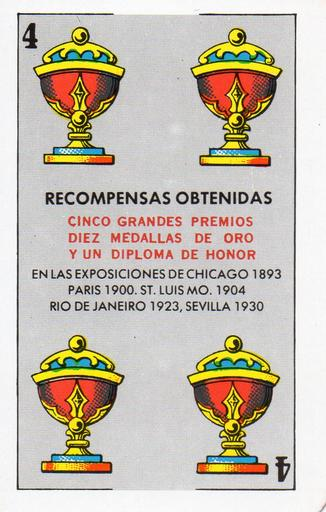 4
RECOMPENSAS OBTENIDAS
CINCO GRANDES PREMIOS
DIEZ MEDALLAS DE ORO
Y UN DIPLOMA DE HONOR
EN LAS EXPOSICIONES DE CHICAGO 1893
PARIS 1900. ST. LUIS MO. 1904
RIO DE JANEIRO 1923, SEVILLA 1930
4